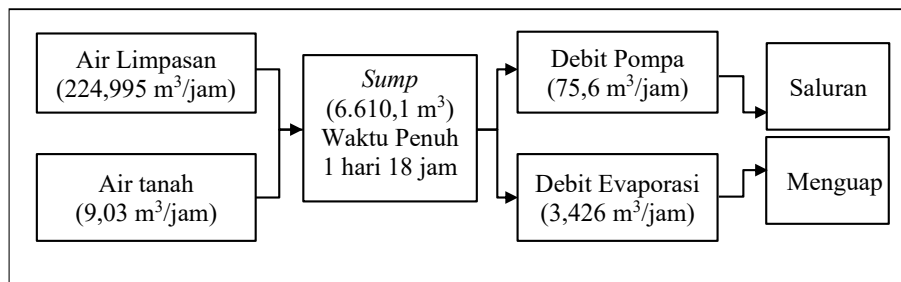 Air Limpasan
(224,995 m³/jam)
Air tanah
(9,03 m³/jam)
Sump
(6.610,1 m³)
Waktu Penuh
1 hari 18 jam
Debit Pompa
(75,6 m³/jam)
Debit Evaporasi
(3,426 m³/jam)
Saluran
Menguap